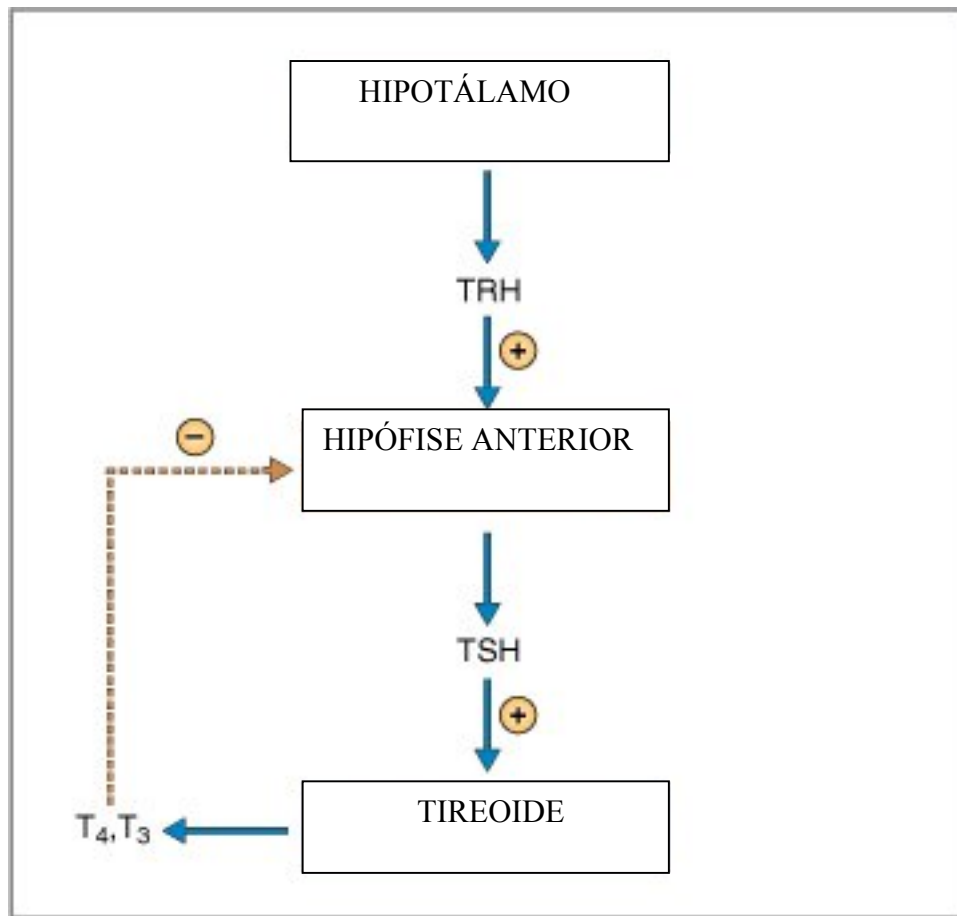 HIPOTÁLAMO
TRH
+
−
HIPÓFISE ANTERIOR
TSH
+
TIREOIDE
T₄,T₃